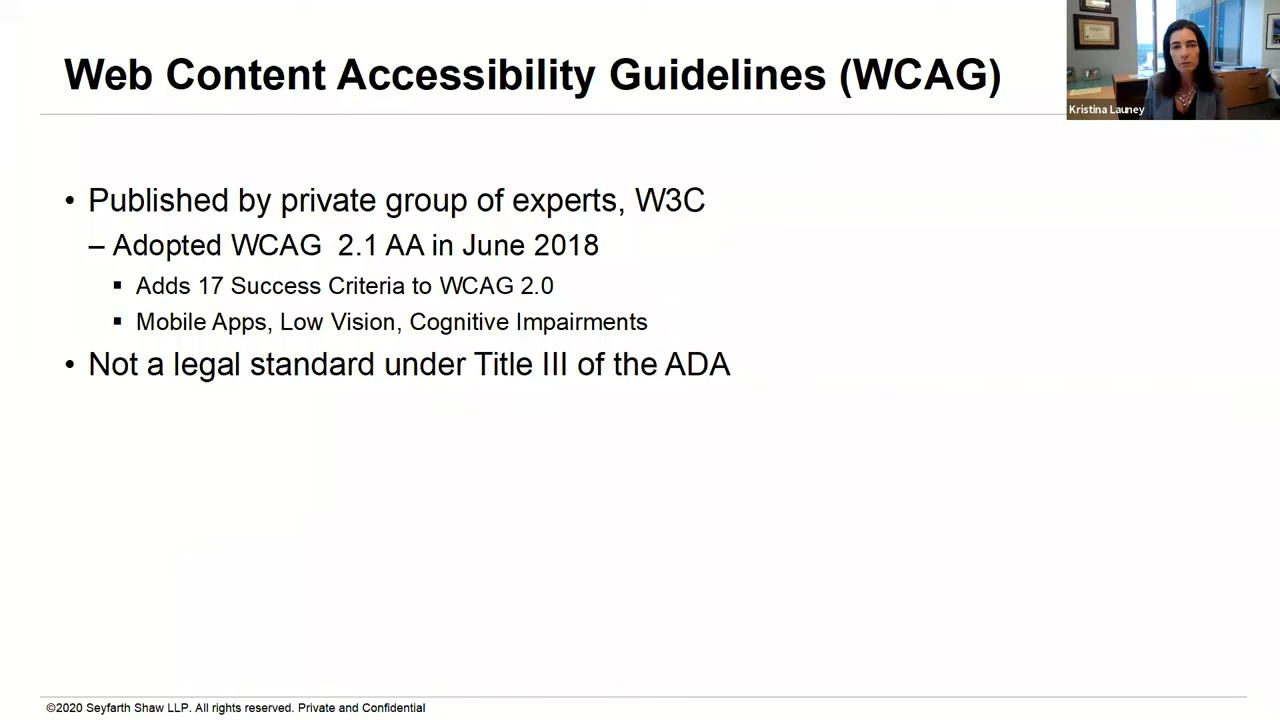 Web Content Accessibility Guidelines (WCAG)
Kristina Launey
• Published by private group of experts, W3C
– Adopted WCAG 2.1 AA in June 2018
▪ Adds 17 Success Criteria to WCAG 2.0
▪ Mobile Apps, Low Vision, Cognitive Impairments
• Not a legal standard under Title III of the ADA
©2020 Seyfarth Shaw LLP. All rights reserved. Private and Confidential